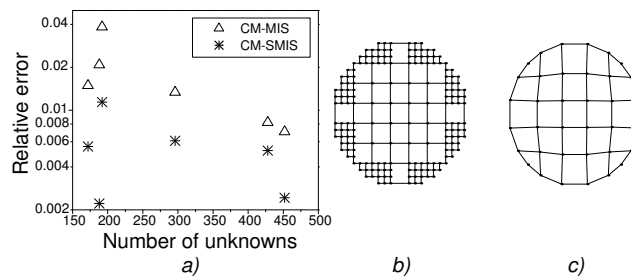 0.04
0.02
0.01
0.008
0.006
0.004
0.002
Relative error
CM-MIS
CM-SMIS
150 200 250 300 350 400 450 500
Number of unknowns
a) b) c)